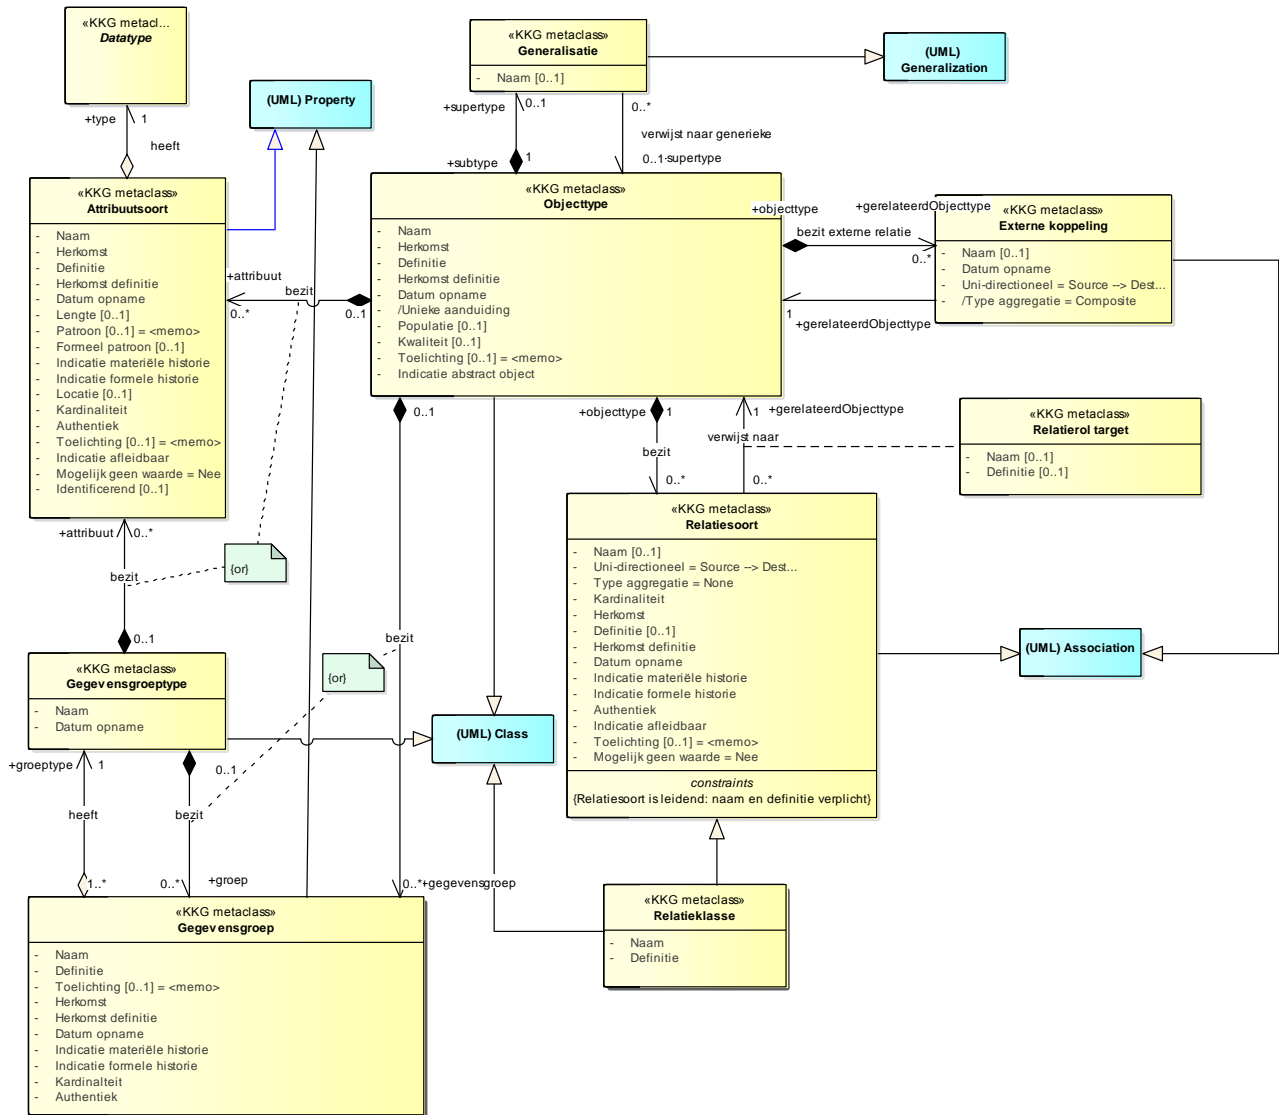 «KKG metacl...
Datatype
+type
1
heeft
(UML) Property
«KKG metaclass»
Generalisatie
- Naam [0..1]
(UML)
Generalization
+supertype
0..1
0..*
verwijst naar generieke
0..1
supertype
+subtype
1
«KKG metaclass»
Attribuutsoort
- Naam
- Herkomst
- Definitie
- Herkomst definitie
- Datum opname
- Lengte [0..1]
- Patroon [0..1] = <memo>
- Formeel patroon [0..1]
- Indicatie materiële historie
- Indicatie formele historie
- Locatie [0..1]
- Kardinaliteit
- Authentiek
- Toelichting [0..1] = <memo>
- Indicatie afleidbaar
- Mogelijk geen waarde = Nee
- Identificerend [0..1]
+attribuut
bezit
0..*
0..1
«KKG metaclass»
Objecttype
- Naam
- Herkomst
- Definitie
- Herkomst definitie
- Datum opname
- /Unieke aanduiding
- Populatie [0..1]
- Kwaliteit [0..1]
- Toelichting [0..1] = <memo>
- Indicatie abstract object
+objecttype
+gerelateerdObjecttype
bezit externe relatie
0..*
1
+gerelateerdObjecttype
«KKG metaclass»
Externe koppeling
- Naam [0..1]
- Datum opname
- Uni-directioneel = Source --> Dest...
- /Type aggregatie = Composite
0..1
+objecttype
1
bezit
0..*
1
+gerelateerdObjecttype
verwijst naar
0..*
«KKG metaclass»
Relatierol target
- Naam [0..1]
- Definitie [0..1]
«KKG metaclass»
Relatiesoort
- Naam [0..1]
- Uni-directioneel = Source --> Dest...
- Type aggregatie = None
- Kardinaliteit
- Herkomst
- Definitie [0..1]
- Herkomst definitie
- Datum opname
- Indicatie materiële historie
- Indicatie formele historie
- Authentiek
- Indicatie afleidbaar
- Toelichting [0..1] = <memo>
- Mogelijk geen waarde = Nee
constraints
{Relatiesoort is leidend: naam en definitie verplicht}
(UML) Association
+attribuut
0..*
bezit
0..1
{or}
{or}
bezit
«KKG metaclass»
Gegevensgroeptype
- Naam
- Datum opname
(UML) Class
+groeptype
1
heeft
1..*
0..1
bezit
0..*
+groep
0..*
+gegevensgroep
«KKG metaclass»
Relatieklasse
- Naam
- Definitie
«KKG metaclass»
Gegevensgroep
- Naam
- Definitie
- Toelichting [0..1] = <memo>
- Herkomst
- Herkomst definitie
- Datum opname
- Indicatie materiële historie
- Indicatie formele historie
- Kardinalteit
- Authentiek